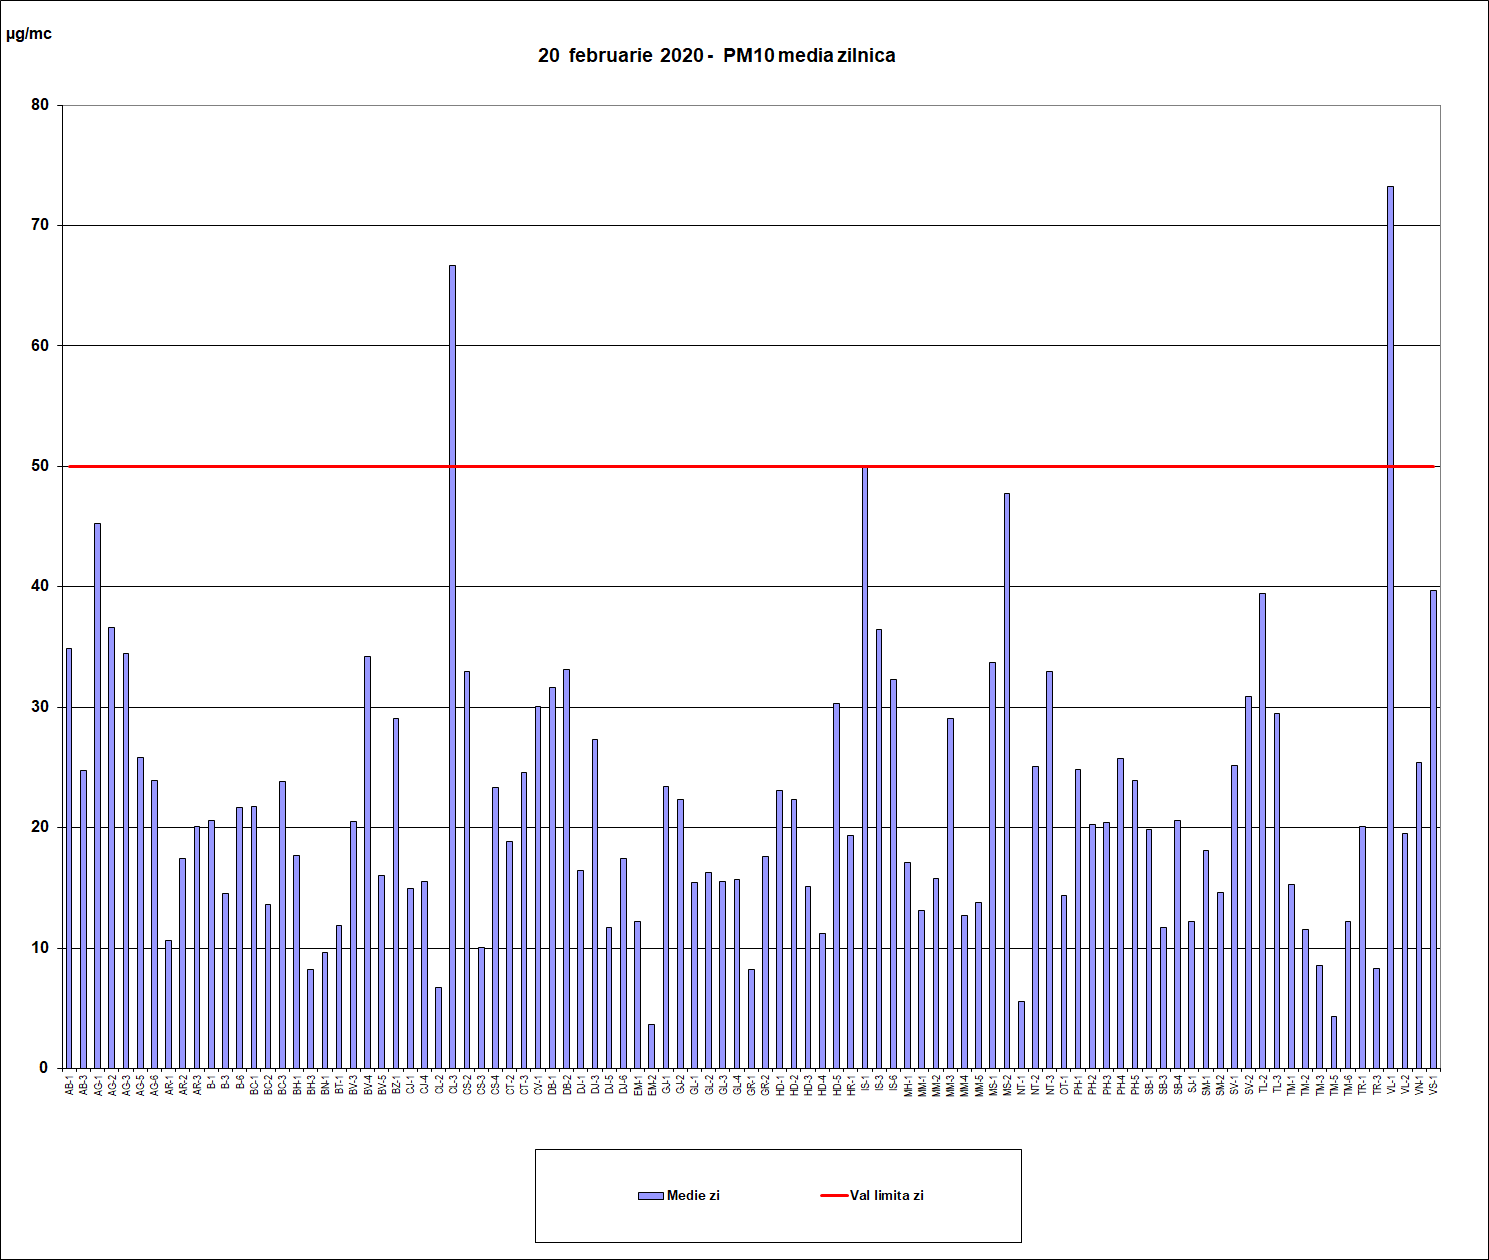 µg/mc
20 februarie 2020 - PM10 media zilnica
80
70
60
50
40
30
20
10
0
AB-1 AB-3 AG-1 AG-2 AG-3 AG-5 AG-6 AR-1 AR-2 AR-3 B-1 B-3 B-6 BC-1 BC-2 BC-3 BH-1 BH-3 BN-1 BT-1 BV-3 BV-4 BV-5 BZ-1 CJ-1 CJ-4 CL-2 CL-3 CS-2 CS-3 CS-4 CT-2 CT-3 CV-1 DB-1 DB-2 DJ-1 DJ-3 DJ-5 DJ-6 EM-1 EM-2 GJ-1 GJ-2 GL-1 GL-2 GL-3 GL-4 GR-1 GR-2 HD-1 HD-2 HD-3 HD-4 HD-5 HR-1 IS-1 IS-3 IS-6 MH-1 MM-1 MM-2 MM-3 MM-4 MM-5 MS-1 MS-2 NT-1 NT-2 NT-3 OT-1 PH-1 PH-2 PH-3 PH-4 PH-5 SB-1 SB-3 SB-4 SJ-1 SM-1 SM-2 SV-1 SV-2 TL-2 TL-3 TM-1 TM-2 TM-3 TM-5 TM-6 TR-1 TR-3 VL-1 VL-2 VN-1 VS-1
Medie zi
Val limita zi